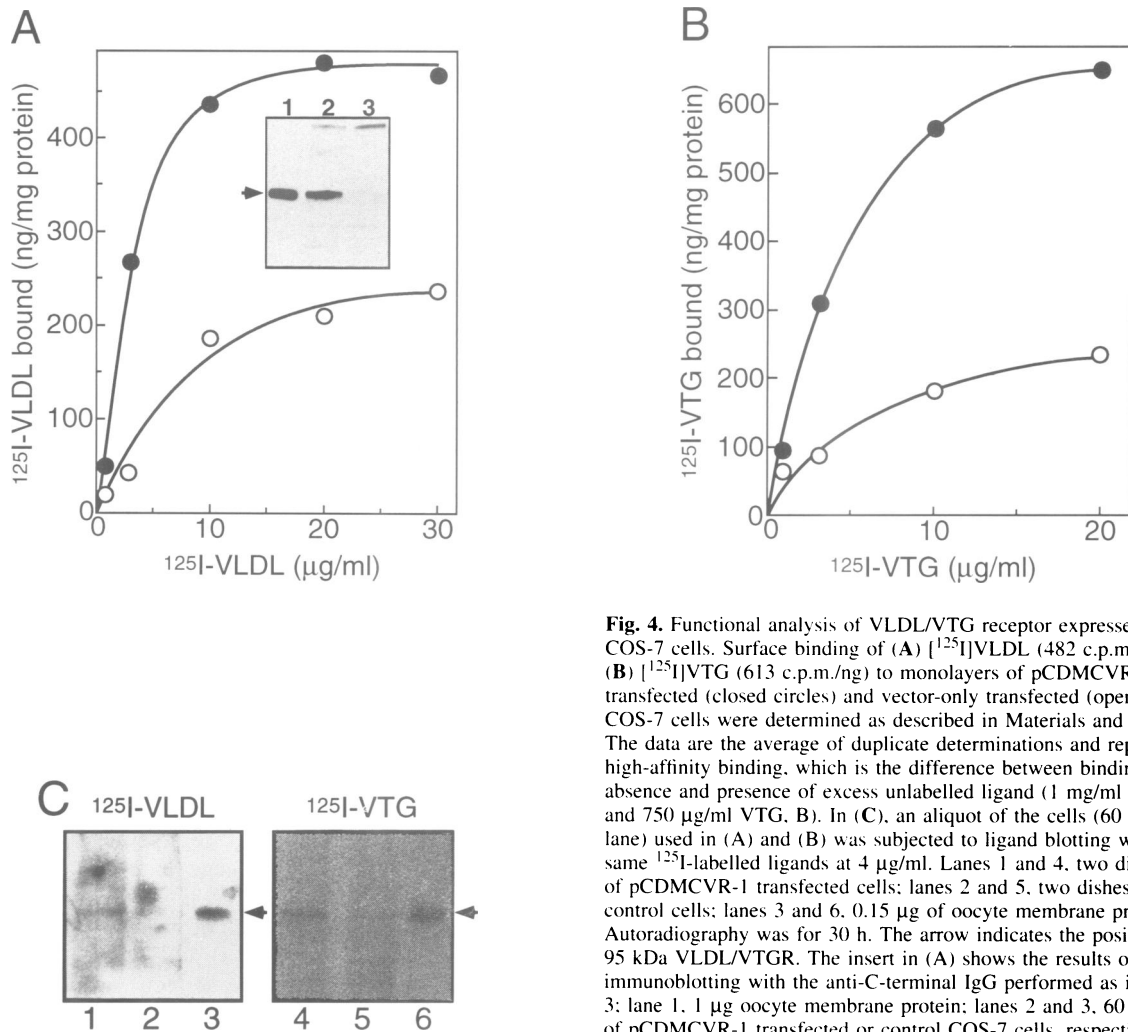 A
¹²⁵I-VLDL bound (ng/mg protein)
400
300
200
100
0
1 2 3
0 10 20 30
¹²⁵I-VLDL (μg/ml)
B
¹²⁵I-VTG bound (ng/mg protein)
600
500
400
300
200
100
0
0 10 20
¹²⁵I-VTG (μg/ml)
C
¹²⁵I-VLDL ¹²⁵I-VTG
1 2 3 4 5 6
Fig. 4. Functional analysis of VLDL/VTG receptor expresse
COS-7 cells. Surface binding of (A) [¹²⁵I]VLDL (482 c.p.m
(B) [¹²⁵I]VTG (613 c.p.m./ng) to monolayers of pCDMCVR
transfected (closed circles) and vector-only transfected (oper
COS-7 cells were determined as described in Materials and
The data are the average of duplicate determinations and rep
high-affinity binding, which is the difference between bindin
absence and presence of excess unlabelled ligand (1 mg/ml
and 750 μg/ml VTG, B). In (C), an aliquot of the cells (60
lane) used in (A) and (B) was subjected to ligand blotting w
same ¹²⁵I-labelled ligands at 4 μg/ml. Lanes 1 and 4, two di
of pCDMCVR-1 transfected cells; lanes 2 and 5, two dishes
control cells; lanes 3 and 6, 0.15 μg of oocyte membrane pr
Autoradiography was for 30 h. The arrow indicates the posi
95 kDa VLDL/VTGR. The insert in (A) shows the results o
immunoblotting with the anti-C-terminal IgG performed as i
3; lane 1, 1 μg oocyte membrane protein; lanes 2 and 3, 60
of pCDMCVR-1 transfected or control COS-7 cells, respect